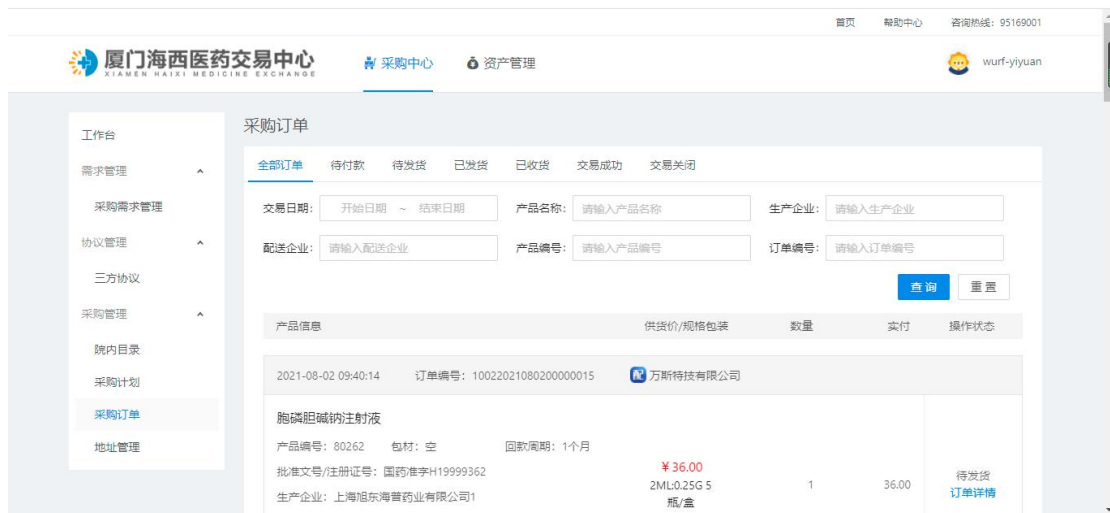 首页 帮助中心 咨询热线：95169001
厦门海西医药交易中心
XIAMEN HAIXI MEDICINE EXCHANGE
采购中心 资产管理 wurf-yiyuan
工作台
需求管理
采购需求管理
协议管理
三方协议
采购管理
院内目录
采购计划
采购订单
地址管理
采购订单
全部订单 待付款 待发货 已发货 已收货 交易成功 交易关闭
交易日期： 开始日期 ~ 结束日期 产品名称： 请输入产品名称 生产企业： 请输入生产企业
配送企业： 请输入配送企业 产品编号： 请输入产品编号 订单编号： 请输入订单编号
查 询 重 置
产品信息 供货价/规格包装 数量 实付 操作状态
2021-08-02 09:40:14 订单编号：10022021080200000015 配 万斯特技有限公司
胞磷胆碱钠注射液
产品编号：80262 包材：空 回款周期：1个月
批准文号/注册证号：国药准字H19999362
生产企业：上海旭东海普药业有限公司1
¥ 36.00
2ML:0.25G 5
瓶/盒
1
36.00
待发货
订单详情